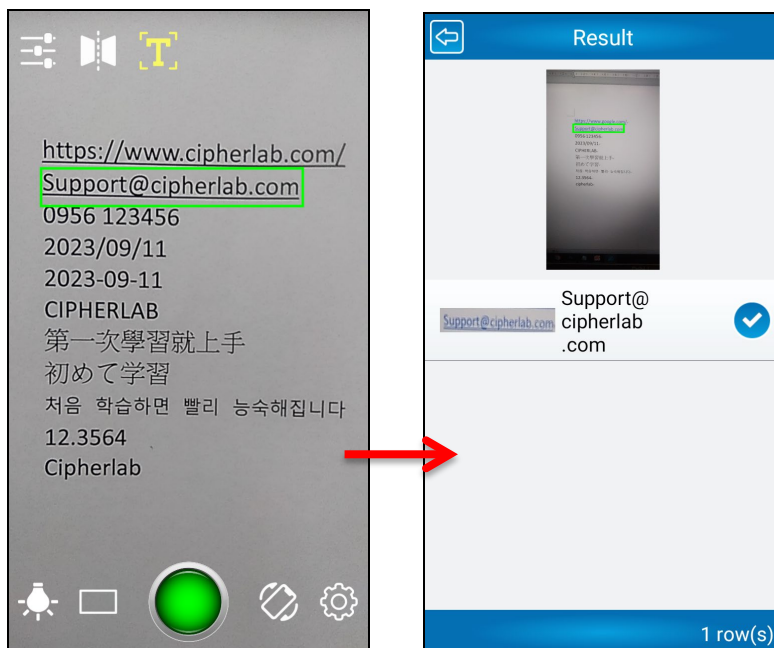 T
https://www.cipherlab.com/
Support@cipherlab.com
0956 123456
2023/09/11
2023-09-11
CIPHERLAB
第一次學習就上手
初めて学習
처음 학습하면 빨리 능숙해집니다
12.3564
Cipherlab
Result
Support@cipherlab.com
Support@
cipherlab
.com
1 row(s)